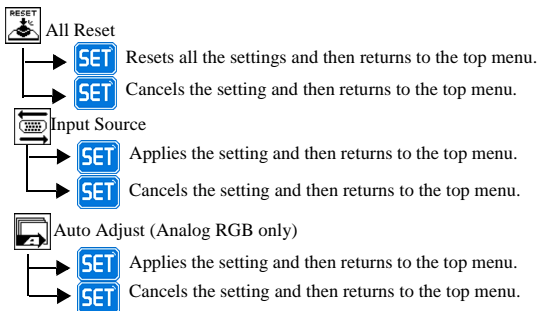 RESET
All Reset
SET Resets all the settings and then returns to the top menu.
SET Cancels the setting and then returns to the top menu.
Input Source
SET Applies the setting and then returns to the top menu.
SET Cancels the setting and then returns to the top menu.
A
Auto Adjust (Analog RGB only)
SET Applies the setting and then returns to the top menu.
SET Cancels the setting and then returns to the top menu.